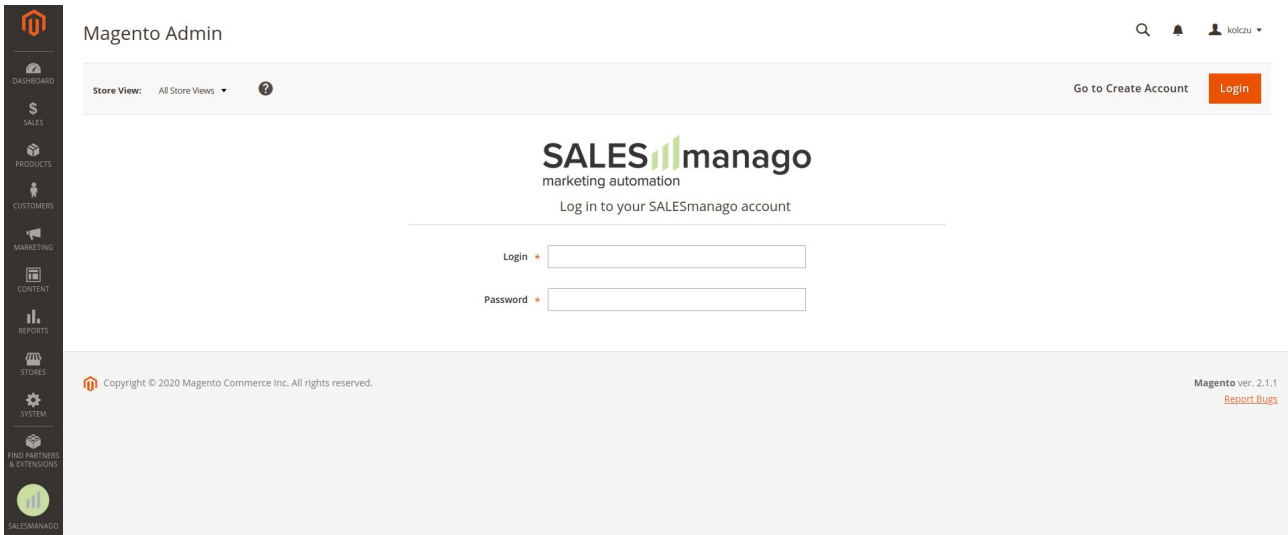 Magento Admin
kolczu
DASHBOARD
SALES
PRODUCTS
CUSTOMERS
MARKETING
CONTENT
REPORTS
STORES
SYSTEM
FIND PARTNERS
& EXTENSIONS
SALESMANAGO
Store View: All Store Views ?
Go to Create Account Login
SALESmanago
marketing automation
Log in to your SALESmanago account
Login *
Password *
Copyright © 2020 Magento Commerce Inc. All rights reserved.
Magento ver. 2.1.1
Report Bugs